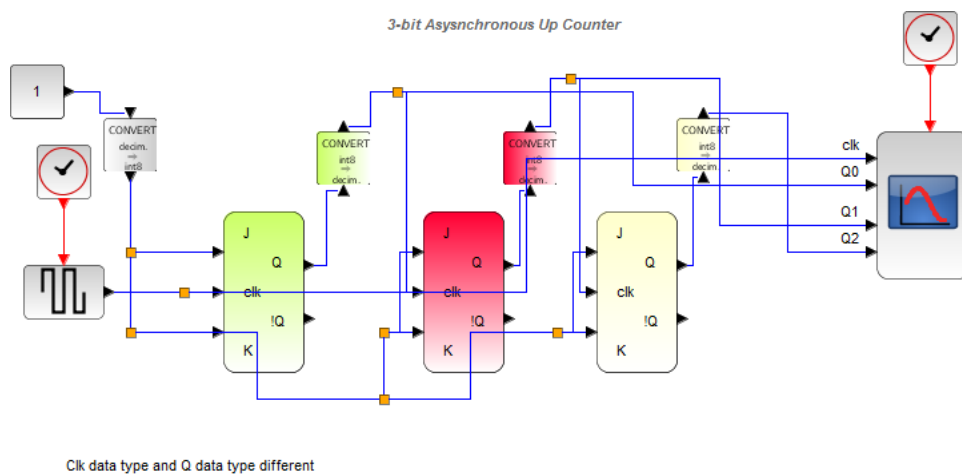 3-bit Asysnchronous Up Counter
1
CONVERT
decim.
int8
CONVERT
int8
decim.
CONVERT
int8
decim.
CONVERT
int8
decim.
clk
Q0
Q1
Q2
J
Q
clk
!Q
K
J
Q
clk
!Q
K
J
Q
clk
!Q
K
Clk data type and Q data type different